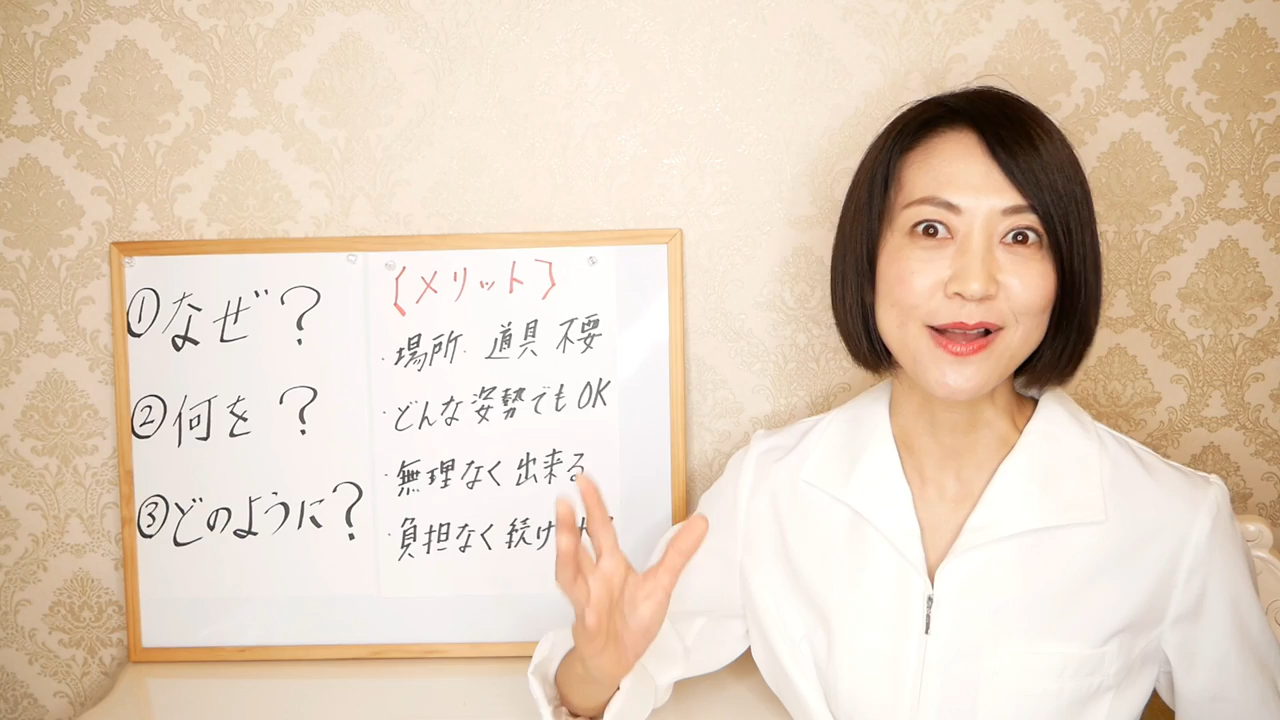 ①なぜ?
②何を?
③どのように?
〔メリット〕
・場所・道具不要
・どんな姿勢でもOK
・無理なく出来る
・負担なく続け